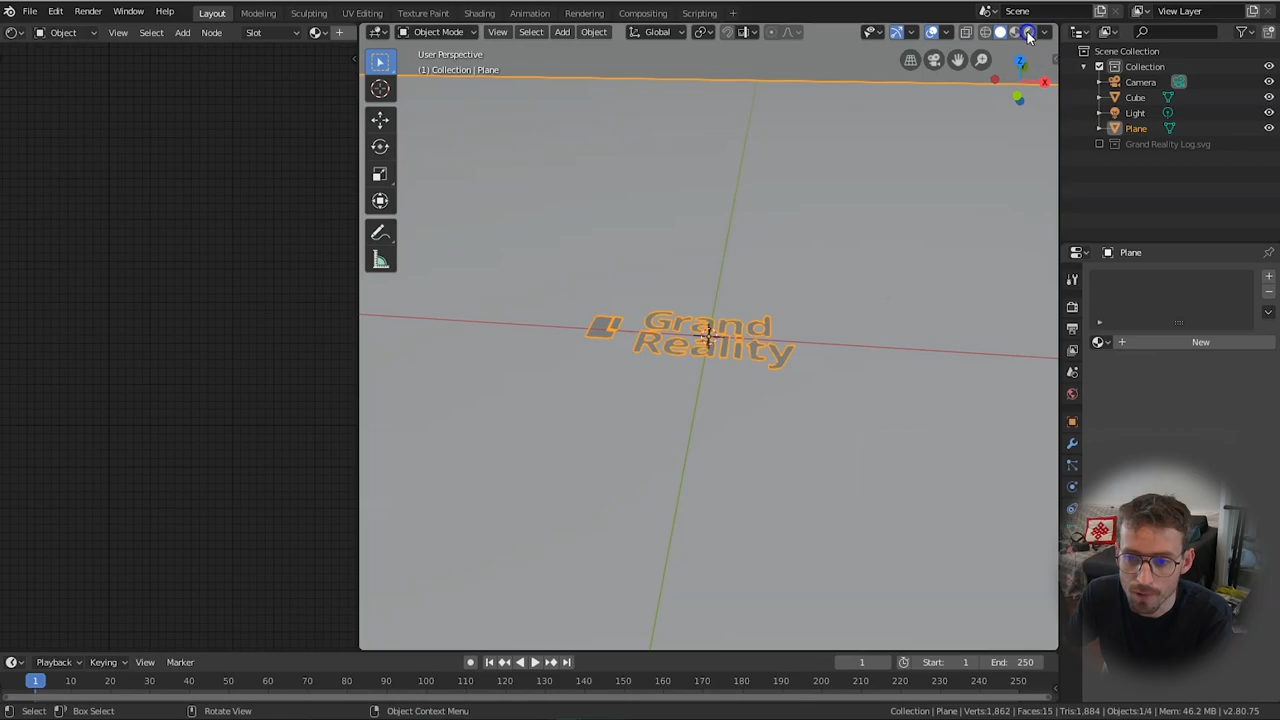 File Edit Render Window Help Layout Modeling Sculpting UV Editing Texture Paint Shading Animation Rendering Compositing Scripting + Scene View Layer
Object View Select Add Node Slot Object Mode View Select Add Object Global
User Perspective
(1) Collection | Plane
Z
X
Scene Collection
Collection
Camera
Cube
Light
Plane
Grand Reality Log.svg
Grand
Reality
Plane
New
Playback Keying View Marker 1 Start: 1 End: 250
1 10 20 30 40 50 60 70 80 90 100 110 120 130 140 150 160 170 180 190 200 210 220 230 240 250
Select Box Select Rotate View Object Context Menu Collection | Plane | Verts:1,862 | Faces:15 | Tris:1,884 | Objects:1/4 | Mem: 46.2 MB | v2.80.75